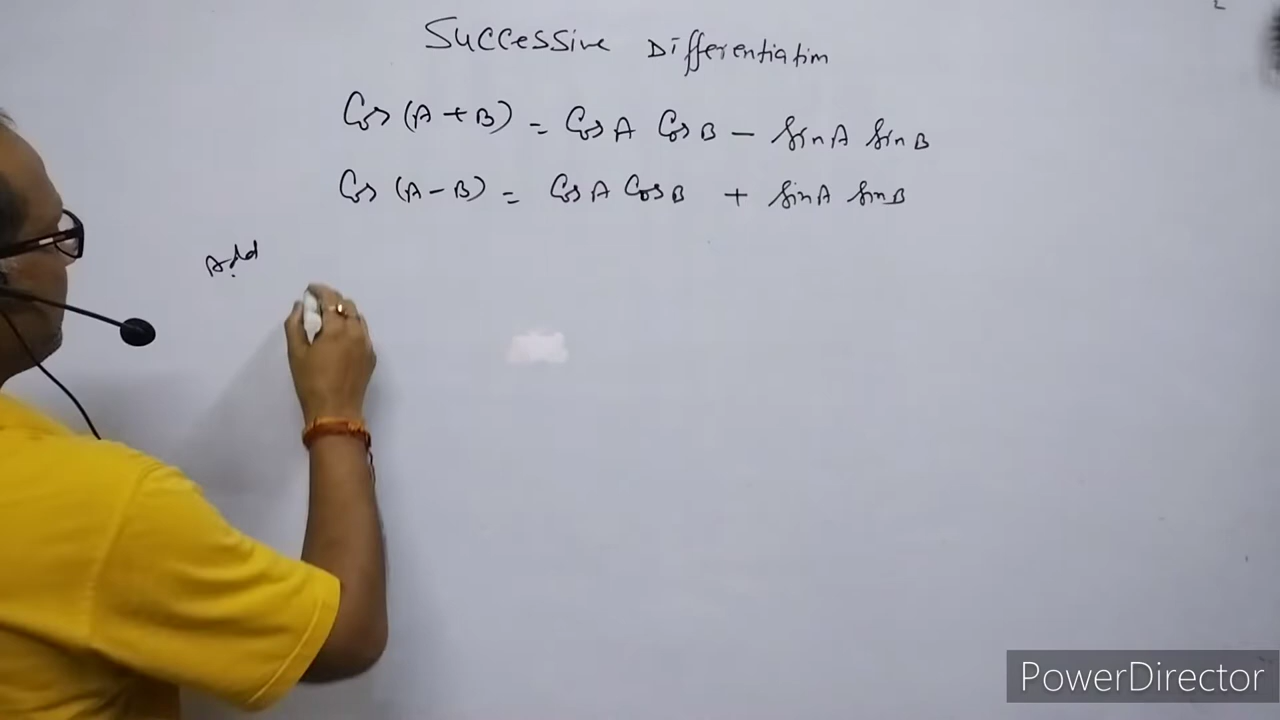 Successive Differentiation
Cos (A + B) = Cos A Cos B - Sin A Sin B
Cos (A - B) = Cos A Cos B + Sin A Sin B
Add
PowerDirector